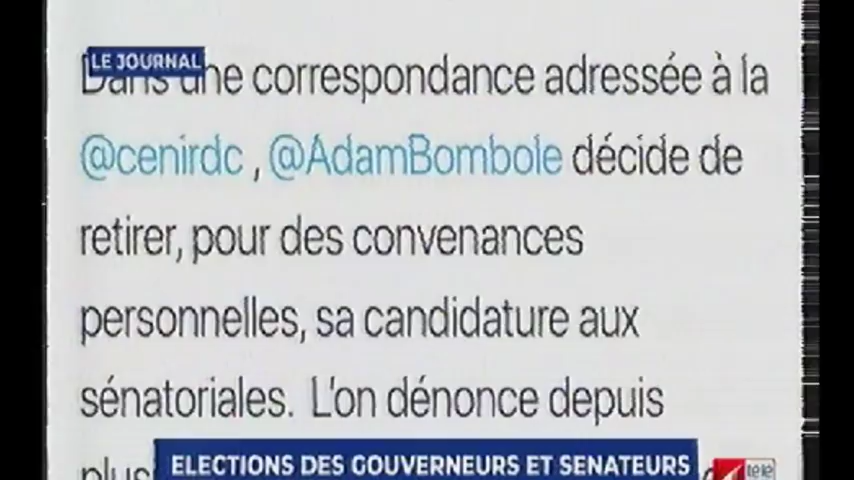 LE JOURNAL
Dans une correspondance adressée à la
@cenirdc , @AdamBombole décide de
retirer, pour des convenances
personnelles, sa candidature aux
sénatoriales. L'on dénonce depuis
ELECTIONS DES GOUVERNEURS ET SENATEURS
télé